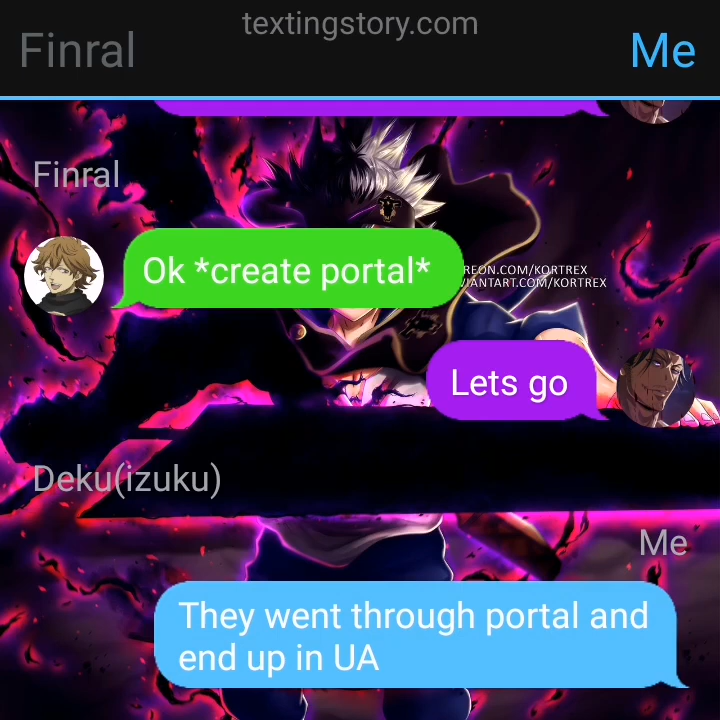 textingstory.com
Finral
Me
Finral
Ok *create portal*
REON.COM/KORTREX
VIANTART.COM/KORTREX
Lets go
Deku(izuku)
Me
They went through portal and
end up in UA